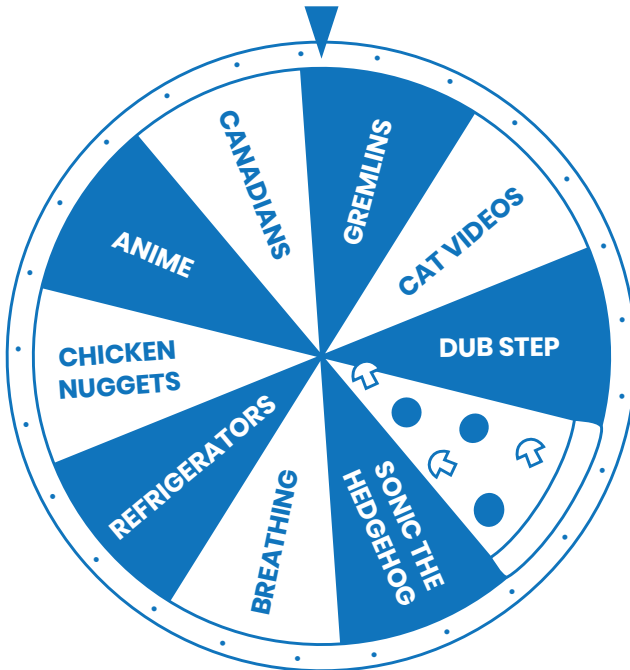 GREMLINS
CAT VIDEOS
DUB STEP
SONIC THE
HEDGEHOG
BREATHING
REFRIGERATORS
CHICKEN
NUGGETS
ANIME
CANADIANS